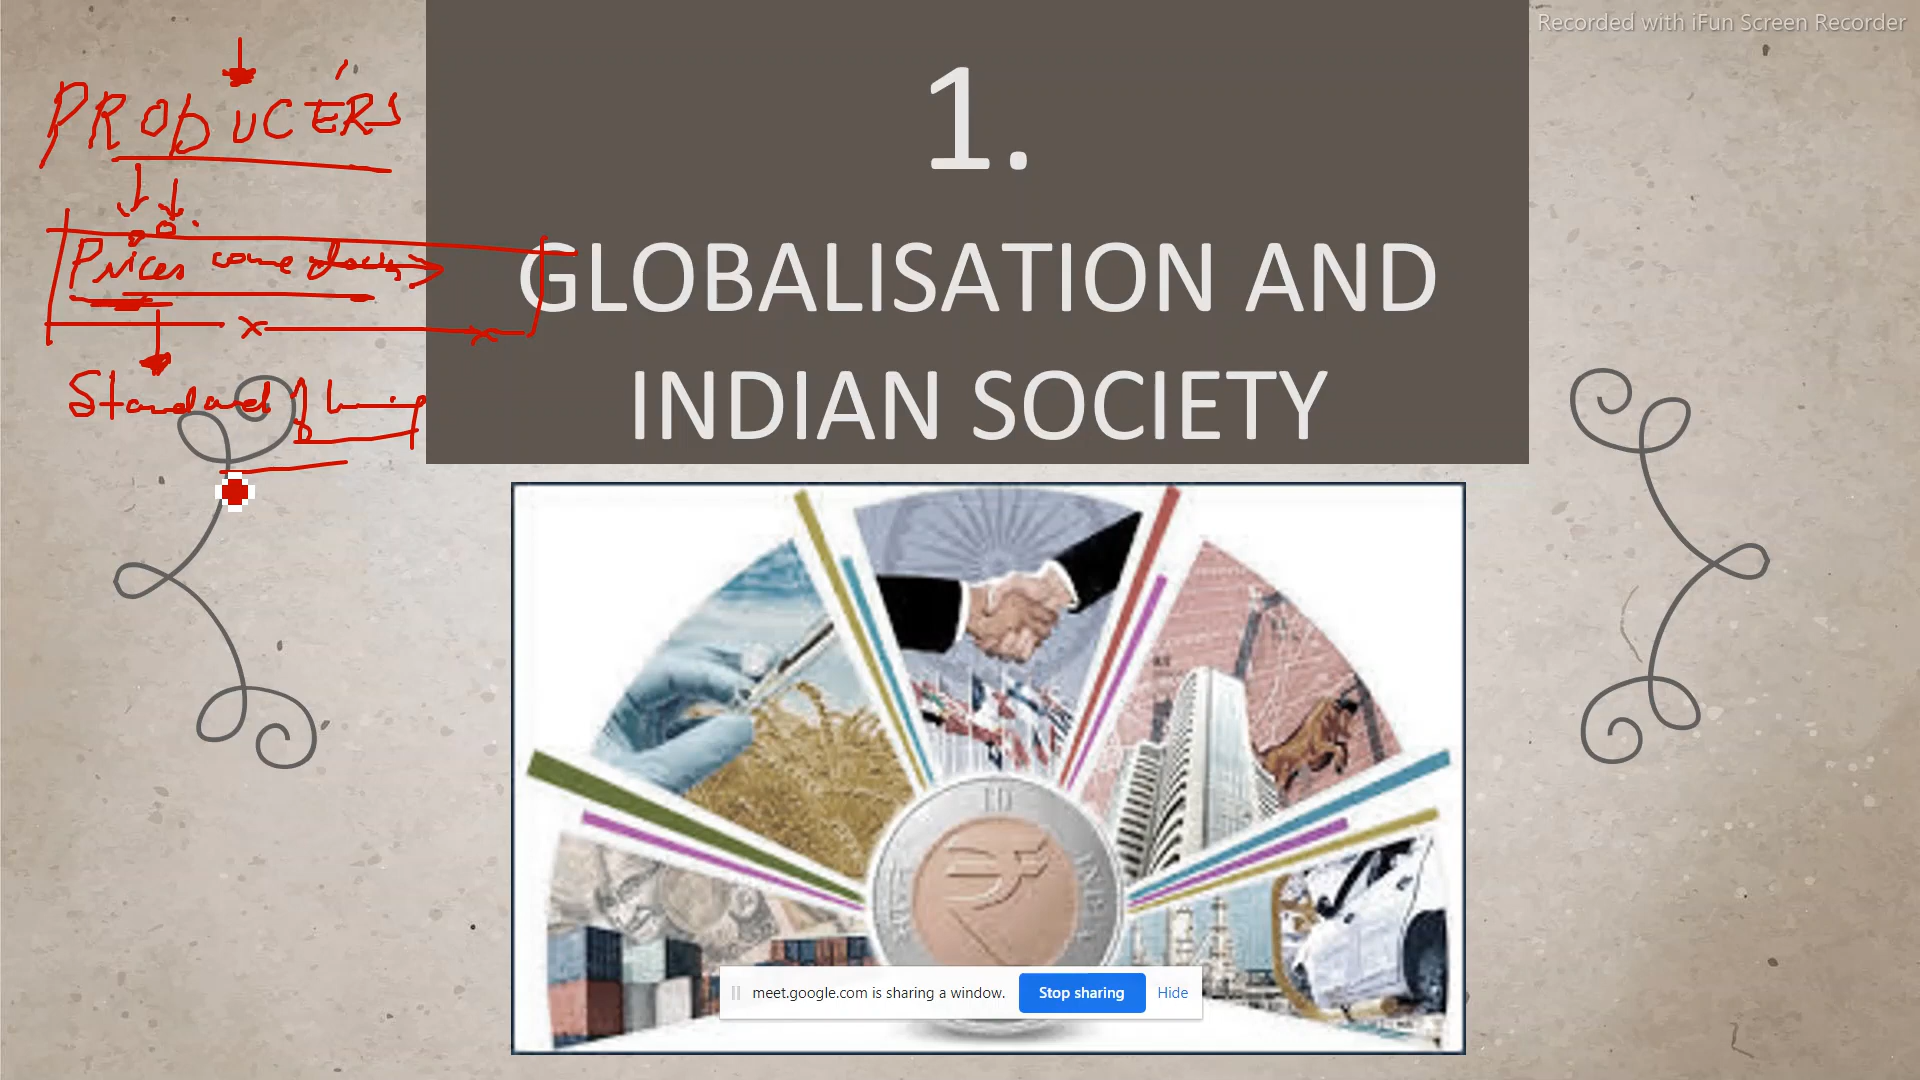 Recorded with iFun Screen Recorder
PRODUCERS
Prices come down
Standard of living
1.
GLOBALISATION AND
INDIAN SOCIETY
10
meet.google.com is sharing a window.
Stop sharing
Hide